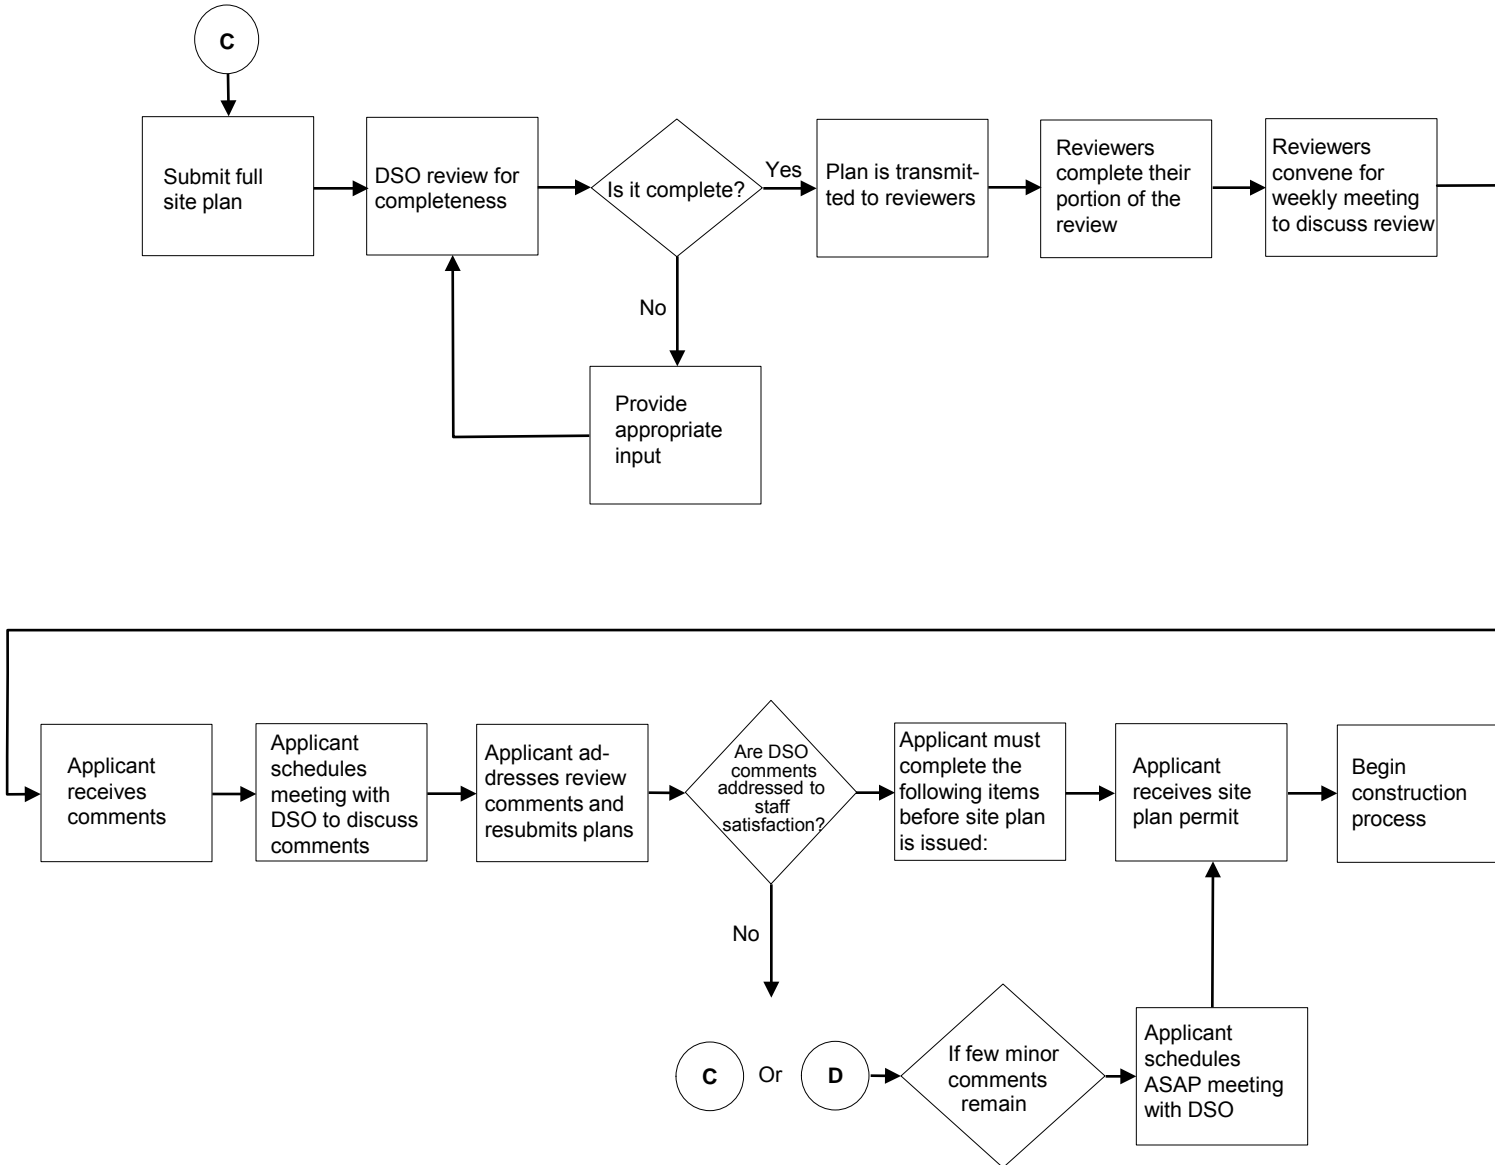 C
Submit full
site plan
DSO review for
completeness
Is it complete?
Yes
Plan is transmit-
ted to reviewers
Reviewers
complete their
portion of the
review
Reviewers
convene for
weekly meeting
to discuss review
No
Provide
appropriate
input
Applicant
receives
comments
Applicant
schedules
meeting with
DSO to discuss
comments
Applicant ad-
dresses review
comments and
resubmits plans
Are DSO
comments
addressed to
staff
satisfaction?
Applicant must
complete the
following items
before site plan
is issued:
Applicant
receives site
plan permit
Begin
construction
process
No
C
Or
D
If few minor
comments
remain
Applicant
schedules
ASAP meeting
with DSO